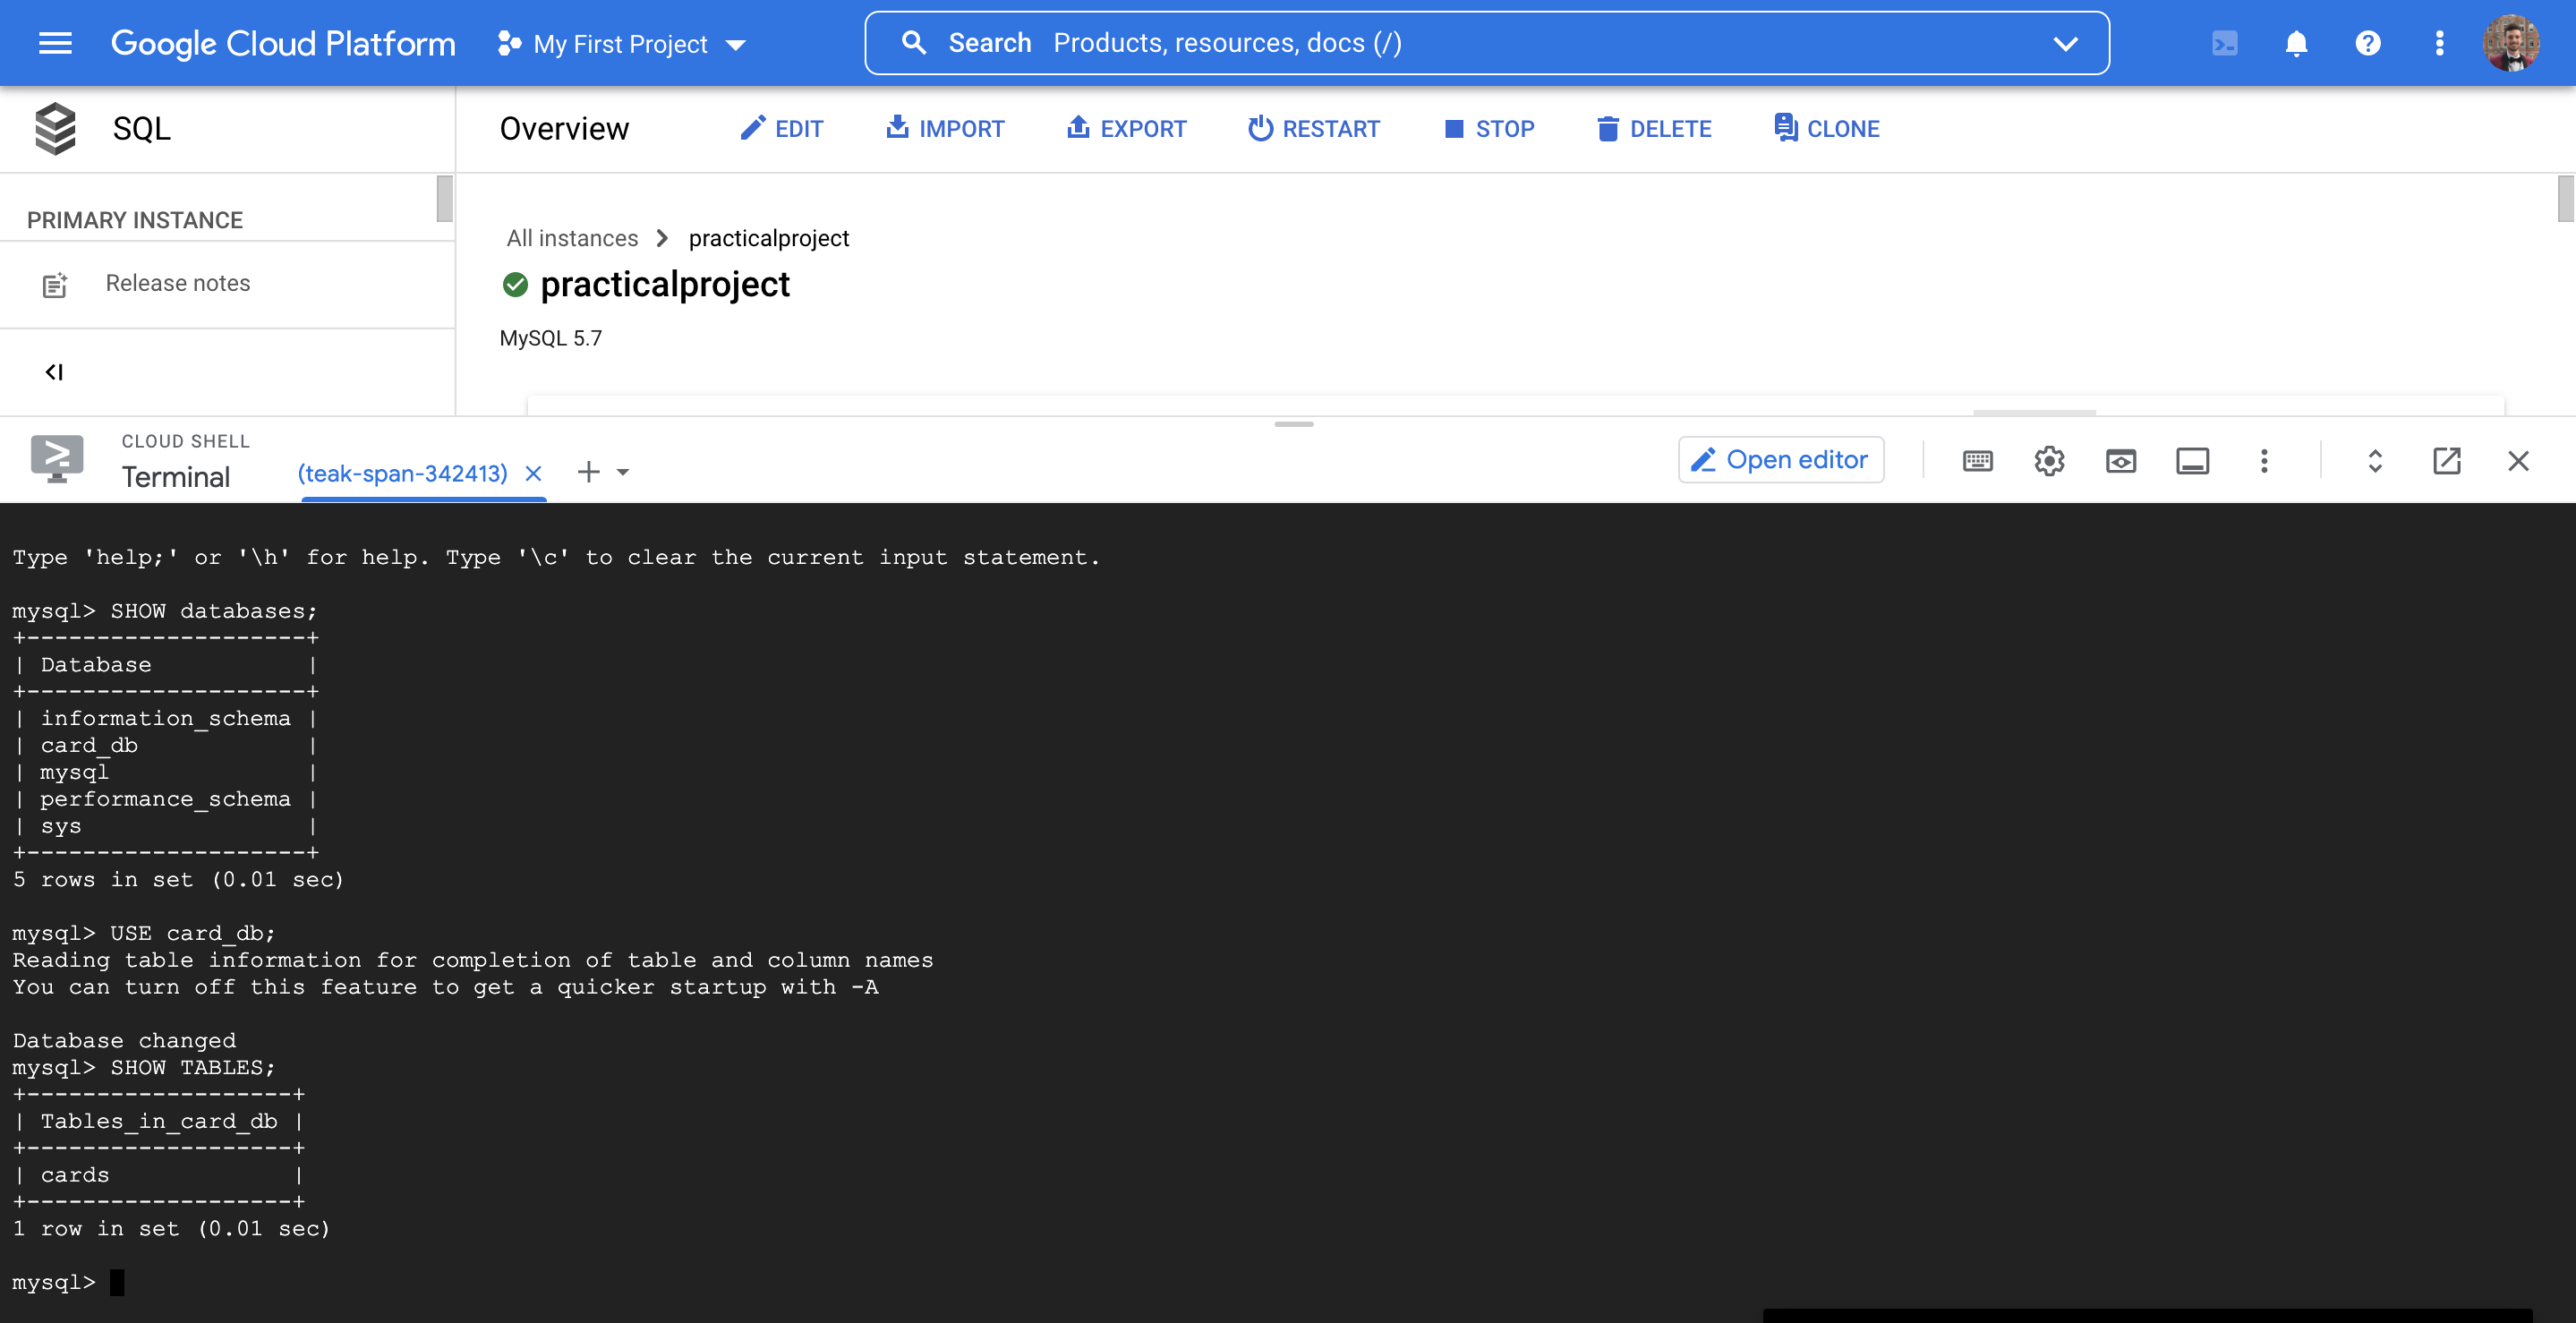 Google Cloud Platform My First Project Search Products, resources, docs (/)
SQL Overview EDIT IMPORT EXPORT RESTART STOP DELETE CLONE
PRIMARY INSTANCE
Release notes
All instances practicalproject
practicalproject
MySQL 5.7
CLOUD SHELL
Terminal (teak-span-342413) Open editor
Type 'help;' or '\h' for help. Type '\c' to clear the current input statement.
mysql> SHOW databases;
+--------------------+
| Database           |
+--------------------+
| information_schema |
| card_db            |
| mysql              |
| performance_schema |
| sys                |
+--------------------+
5 rows in set (0.01 sec)
mysql> USE card_db;
Reading table information for completion of table and column names
You can turn off this feature to get a quicker startup with -A
Database changed
mysql> SHOW TABLES;
+-------------------+
| Tables_in_card_db |
+-------------------+
| cards             |
+-------------------+
1 row in set (0.01 sec)
mysql>